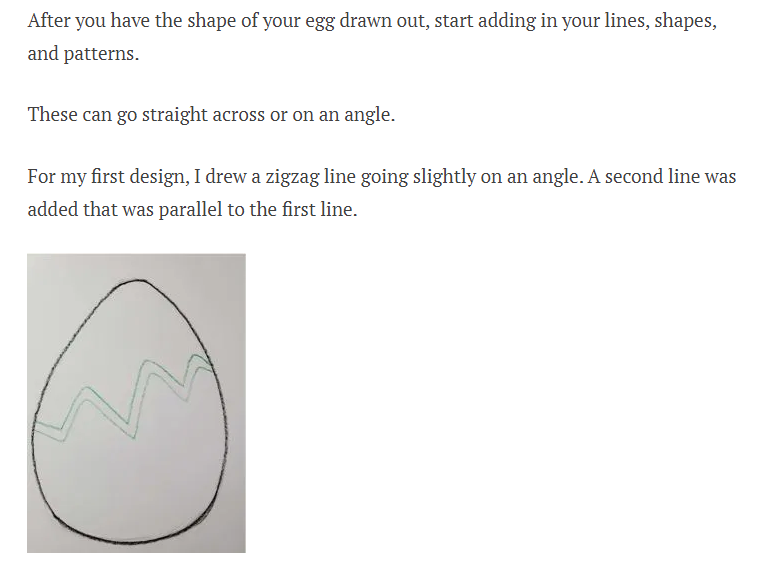 After you have the shape of your egg drawn out, start adding in your lines, shapes,
and patterns.
These can go straight across or on an angle.
For my first design, I drew a zigzag line going slightly on an angle. A second line was
added that was parallel to the first line.